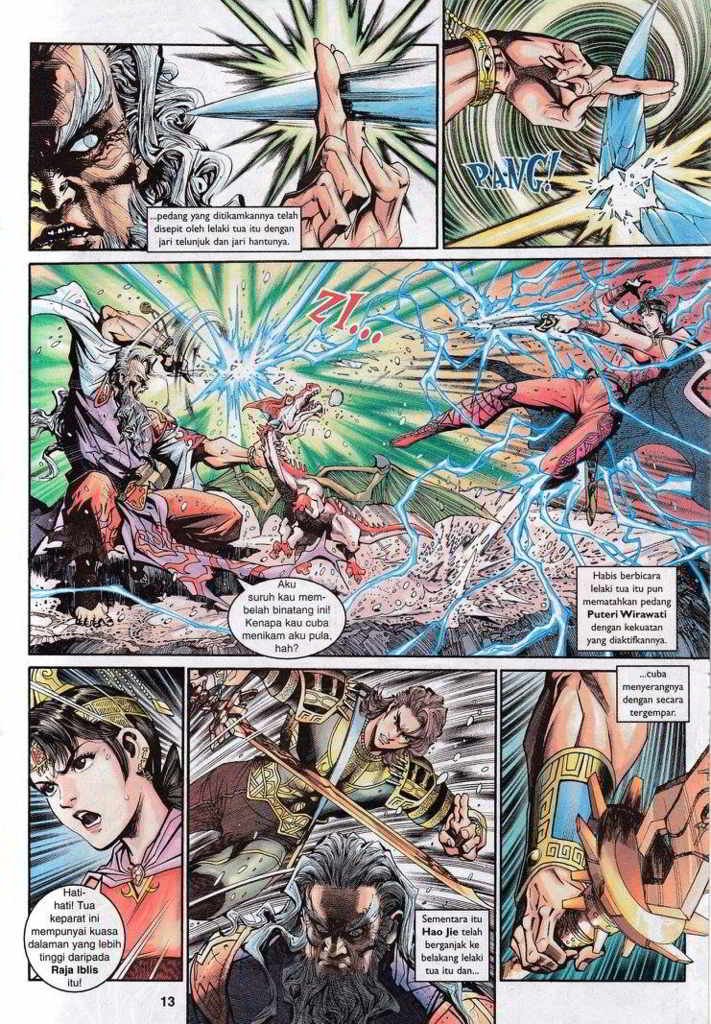 ...pedang yang ditikamkannya telah
disepit oleh lelaki tua itu dengan
jari telunjuk dan jari hantunya.
PANG!
ZI...
Aku
suruh kau mem-
belah binatang ini!
Kenapa kau cuba
menikam aku pula,
hah?
Habis berbicara
lelaki tua itu pun
mematahkan pedang
Puteri Wirawati
dengan kekuatan
yang diaktifkannya.
Hati-
hati! Tua
keparat ini
mempunyai kuasa
dalaman yang lebih
tinggi daripada
Raja Iblis
itu!
Sementara itu
Hao Jie telah
berganjak ke
belakang lelaki
tua itu dan...
...cuba
menyerangnya
dengan secara
tergempar.
13